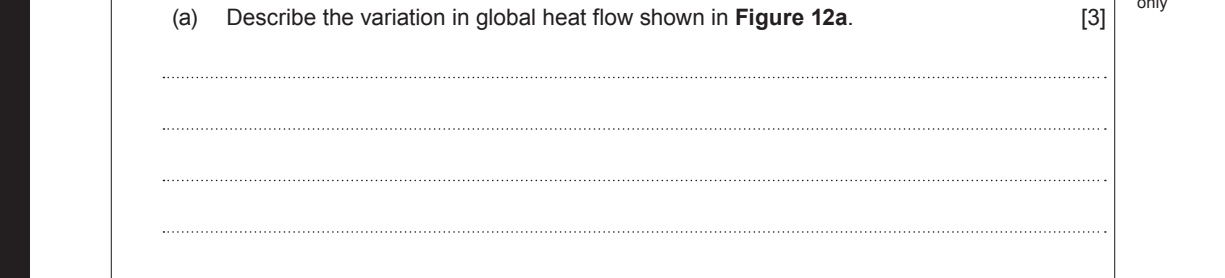 only
(a) Describe the variation in global heat flow shown in Figure 12a. [3]